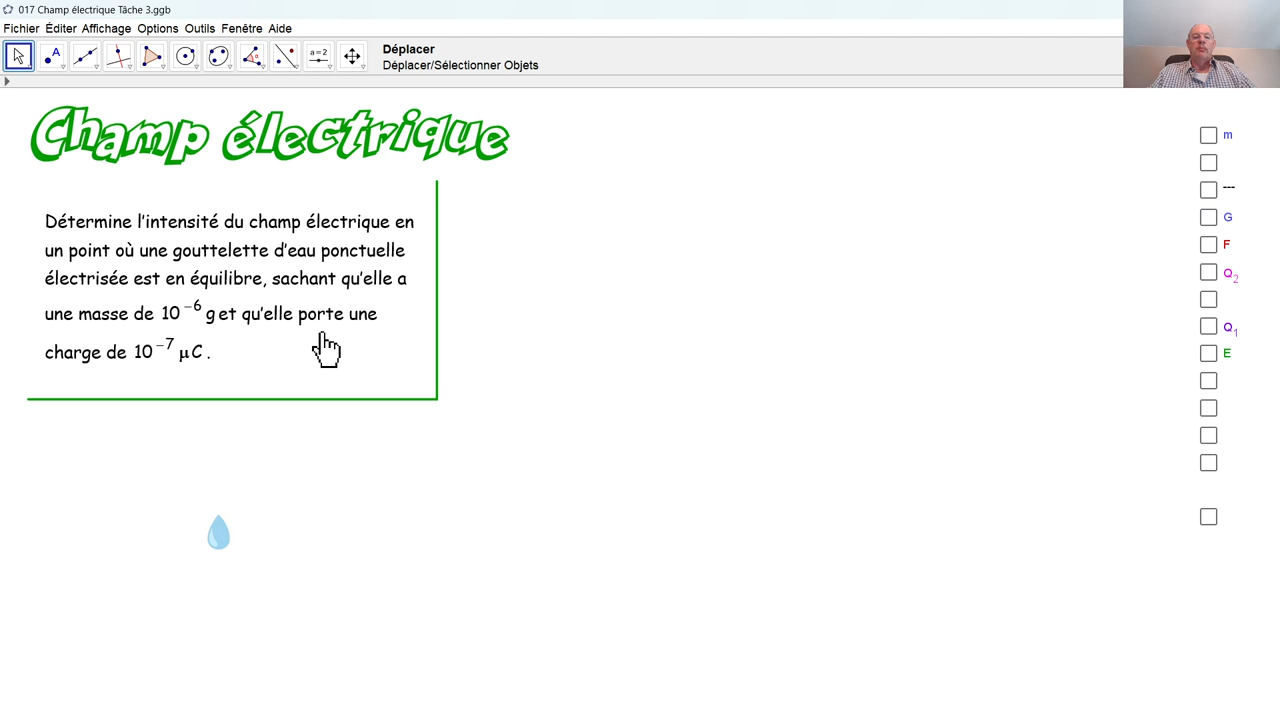 017 Champ électrique Tâche 3.ggb
Fichier Éditer Affichage Options Outils Fenêtre Aide
A
a=2
Déplacer
Déplacer/Sélectionner Objets
Champ électrique
Détermine l'intensité du champ électrique en
un point où une gouttelette d'eau ponctuelle
électrisée est en équilibre, sachant qu'elle a
une masse de 10⁻⁶ g et qu'elle porte une
charge de 10⁻⁷ μC .
m
---
G
F
Q₂
Q₁
E